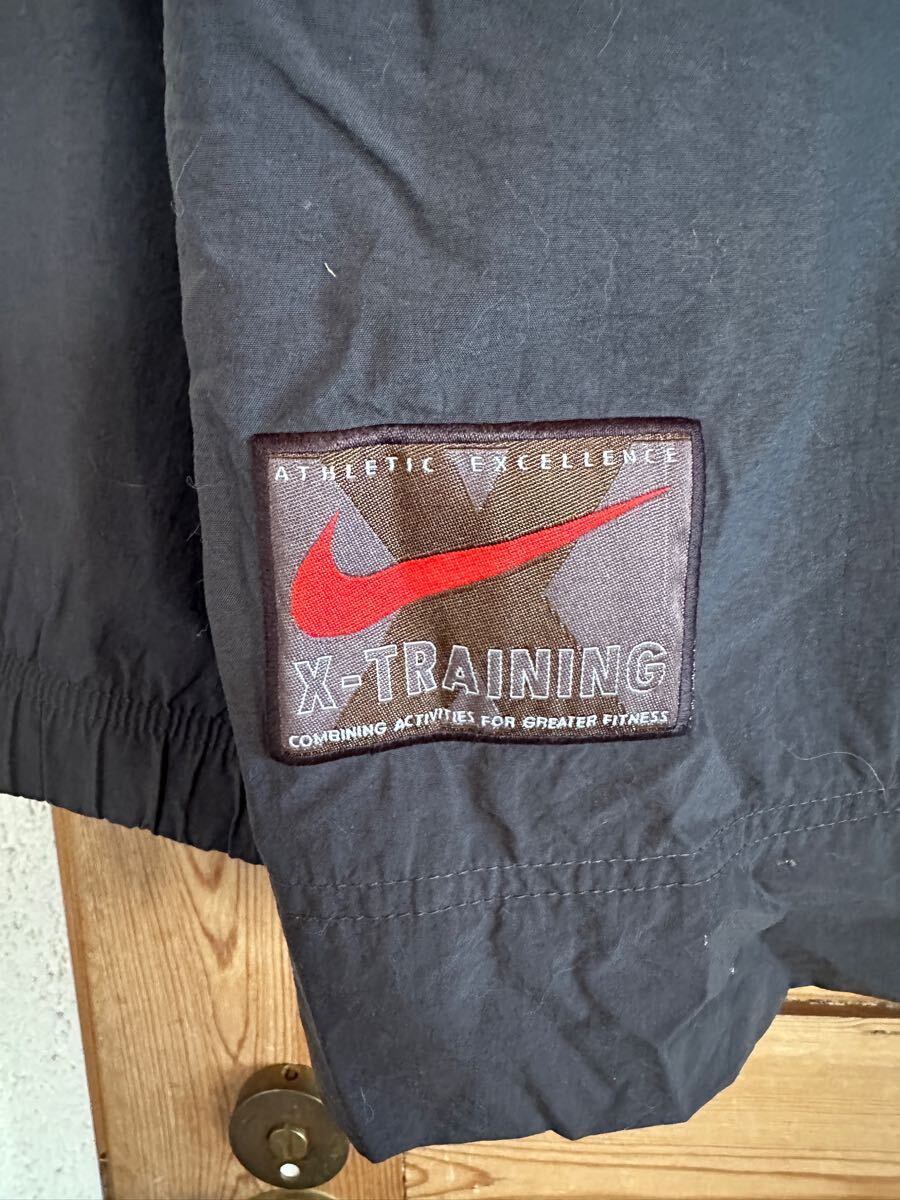 ATHLETIC EXCELLENCE
X-TRAINING
COMBINING ACTIVITIES FOR GREATER FITNESS